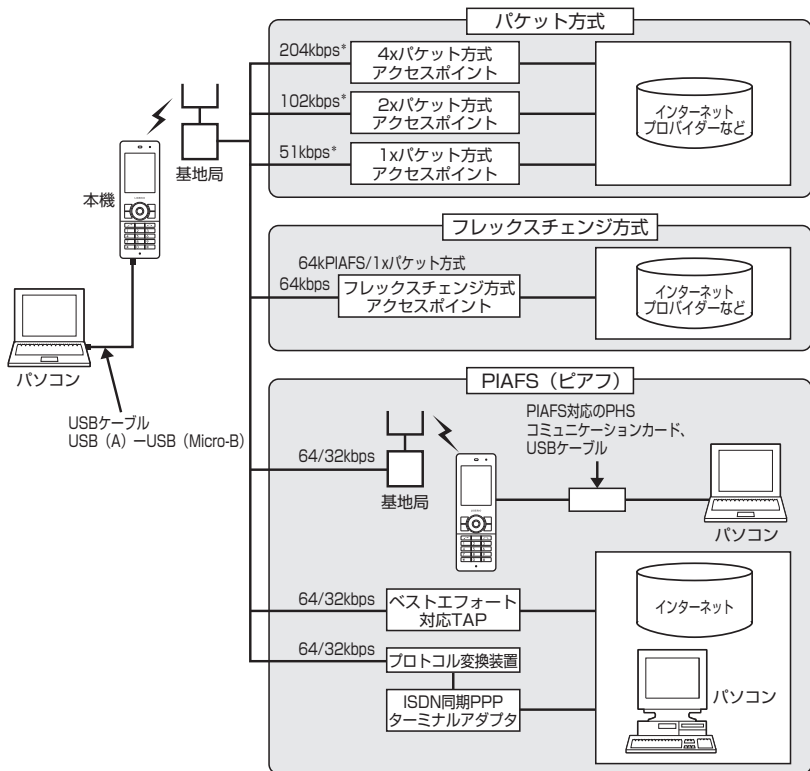 パケット方式
204kbps*
4xパケット方式
アクセスポイント
102kbps*
2xパケット方式
アクセスポイント
51kbps*
1xパケット方式
アクセスポイント
インターネット
プロバイダーなど
基地局
本機
パソコン
USBケーブル
USB(A)ーUSB(Micro-B)
フレックスチェンジ方式
64kPIAFS/1xパケット方式
64kbps
フレックスチェンジ方式
アクセスポイント
インターネット
プロバイダーなど
PIAFS(ピアフ)
PIAFS対応のPHS
コミュニケーションカード、
USBケーブル
64/32kbps
基地局
パソコン
64/32kbps
ベストエフォート
対応TAP
インターネット
64/32kbps
プロトコル変換装置
ISDN同期PPP
ターミナルアダプタ
パソコン